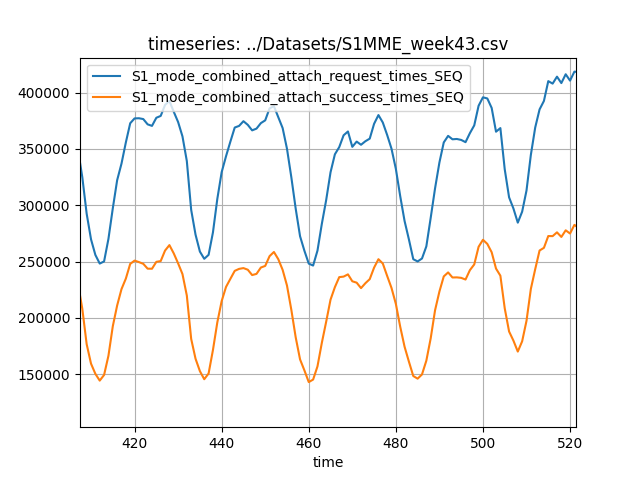 timeseries: ../Datasets/S1MME_week43.csv
S1_mode_combined_attach_request_times_SEQ
S1_mode_combined_attach_success_times_SEQ
400000
350000
300000
250000
200000
150000
420 440 460 480 500 520
time